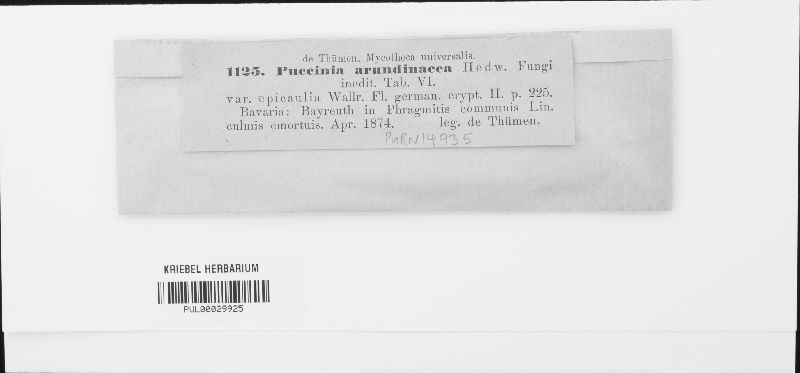 de Thümen, Mycotheca universalis.
1125. Puccinia arundinacea Hedw. Fungi
inedit. Tab. VI.
var. epicaulia Wallr. Fl. german. crypt. II. p. 225.
Bavaria: Bayreuth in Phragmitis communis Lin.
culmis emortuis. Apr. 1874. leg. de Thümen.
PURN14935
KRIEBEL HERBARIUM
PUL00029925